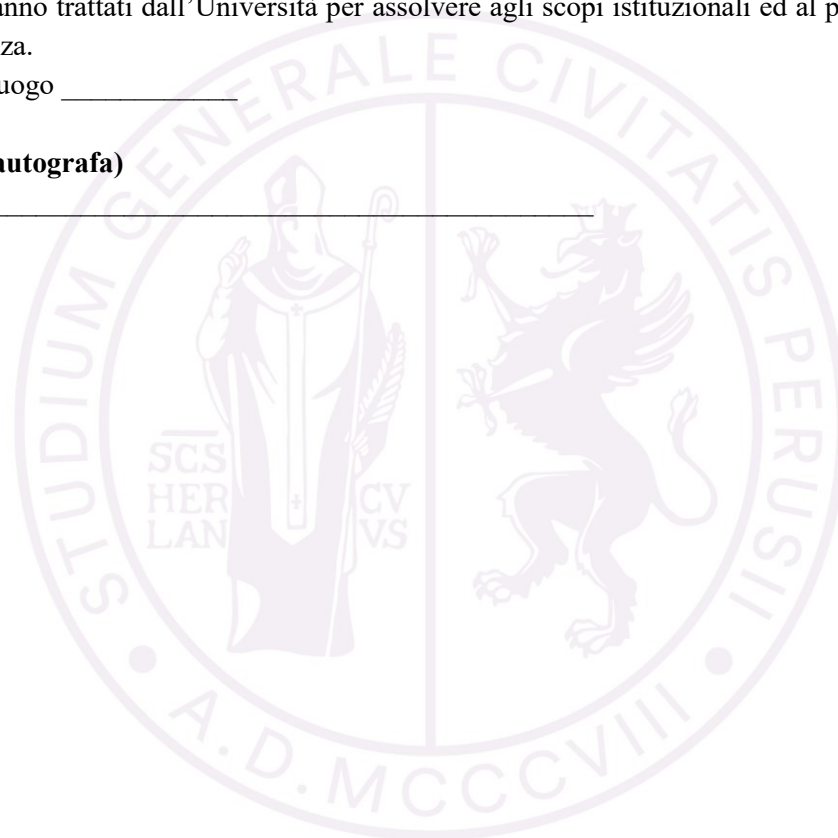 anno trattati dall'Università per assolvere agli scopi istituzionali ed al p
za.
uogo ____________
autografa)
STUDIUM GENERALE CIVITATIS PERUSII
A.D. MCCCVIII
SCS
HER
LAN
CV
VS